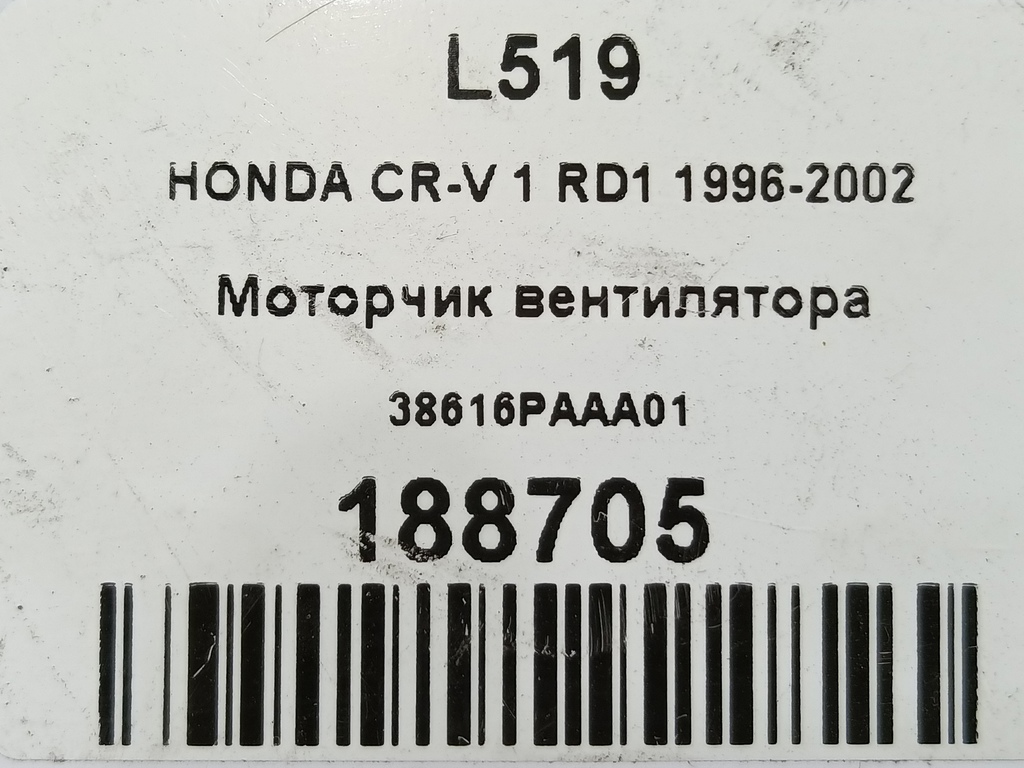 L519
HONDA CR-V 1 RD1 1996-2002
Моторчик вентилятора
38616PAAA01
188705